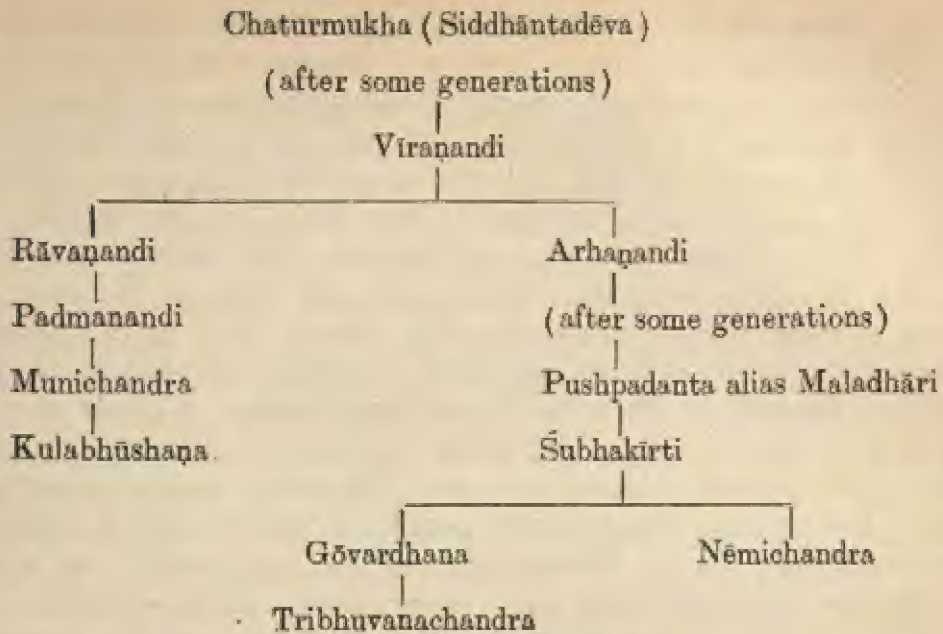 Chaturmukha ( Siddhāntadēva )
(after some generations)
Vīraṇandi
Rāvaṇandi Arhaṇandi
Padmanandi (after some generations)
Munichandra Pushpadanta alias Maladhāri
Kulabhūshaṇa Śubhakīrti
Gōvardhana Nēmichandra
Tribhuvanachandra